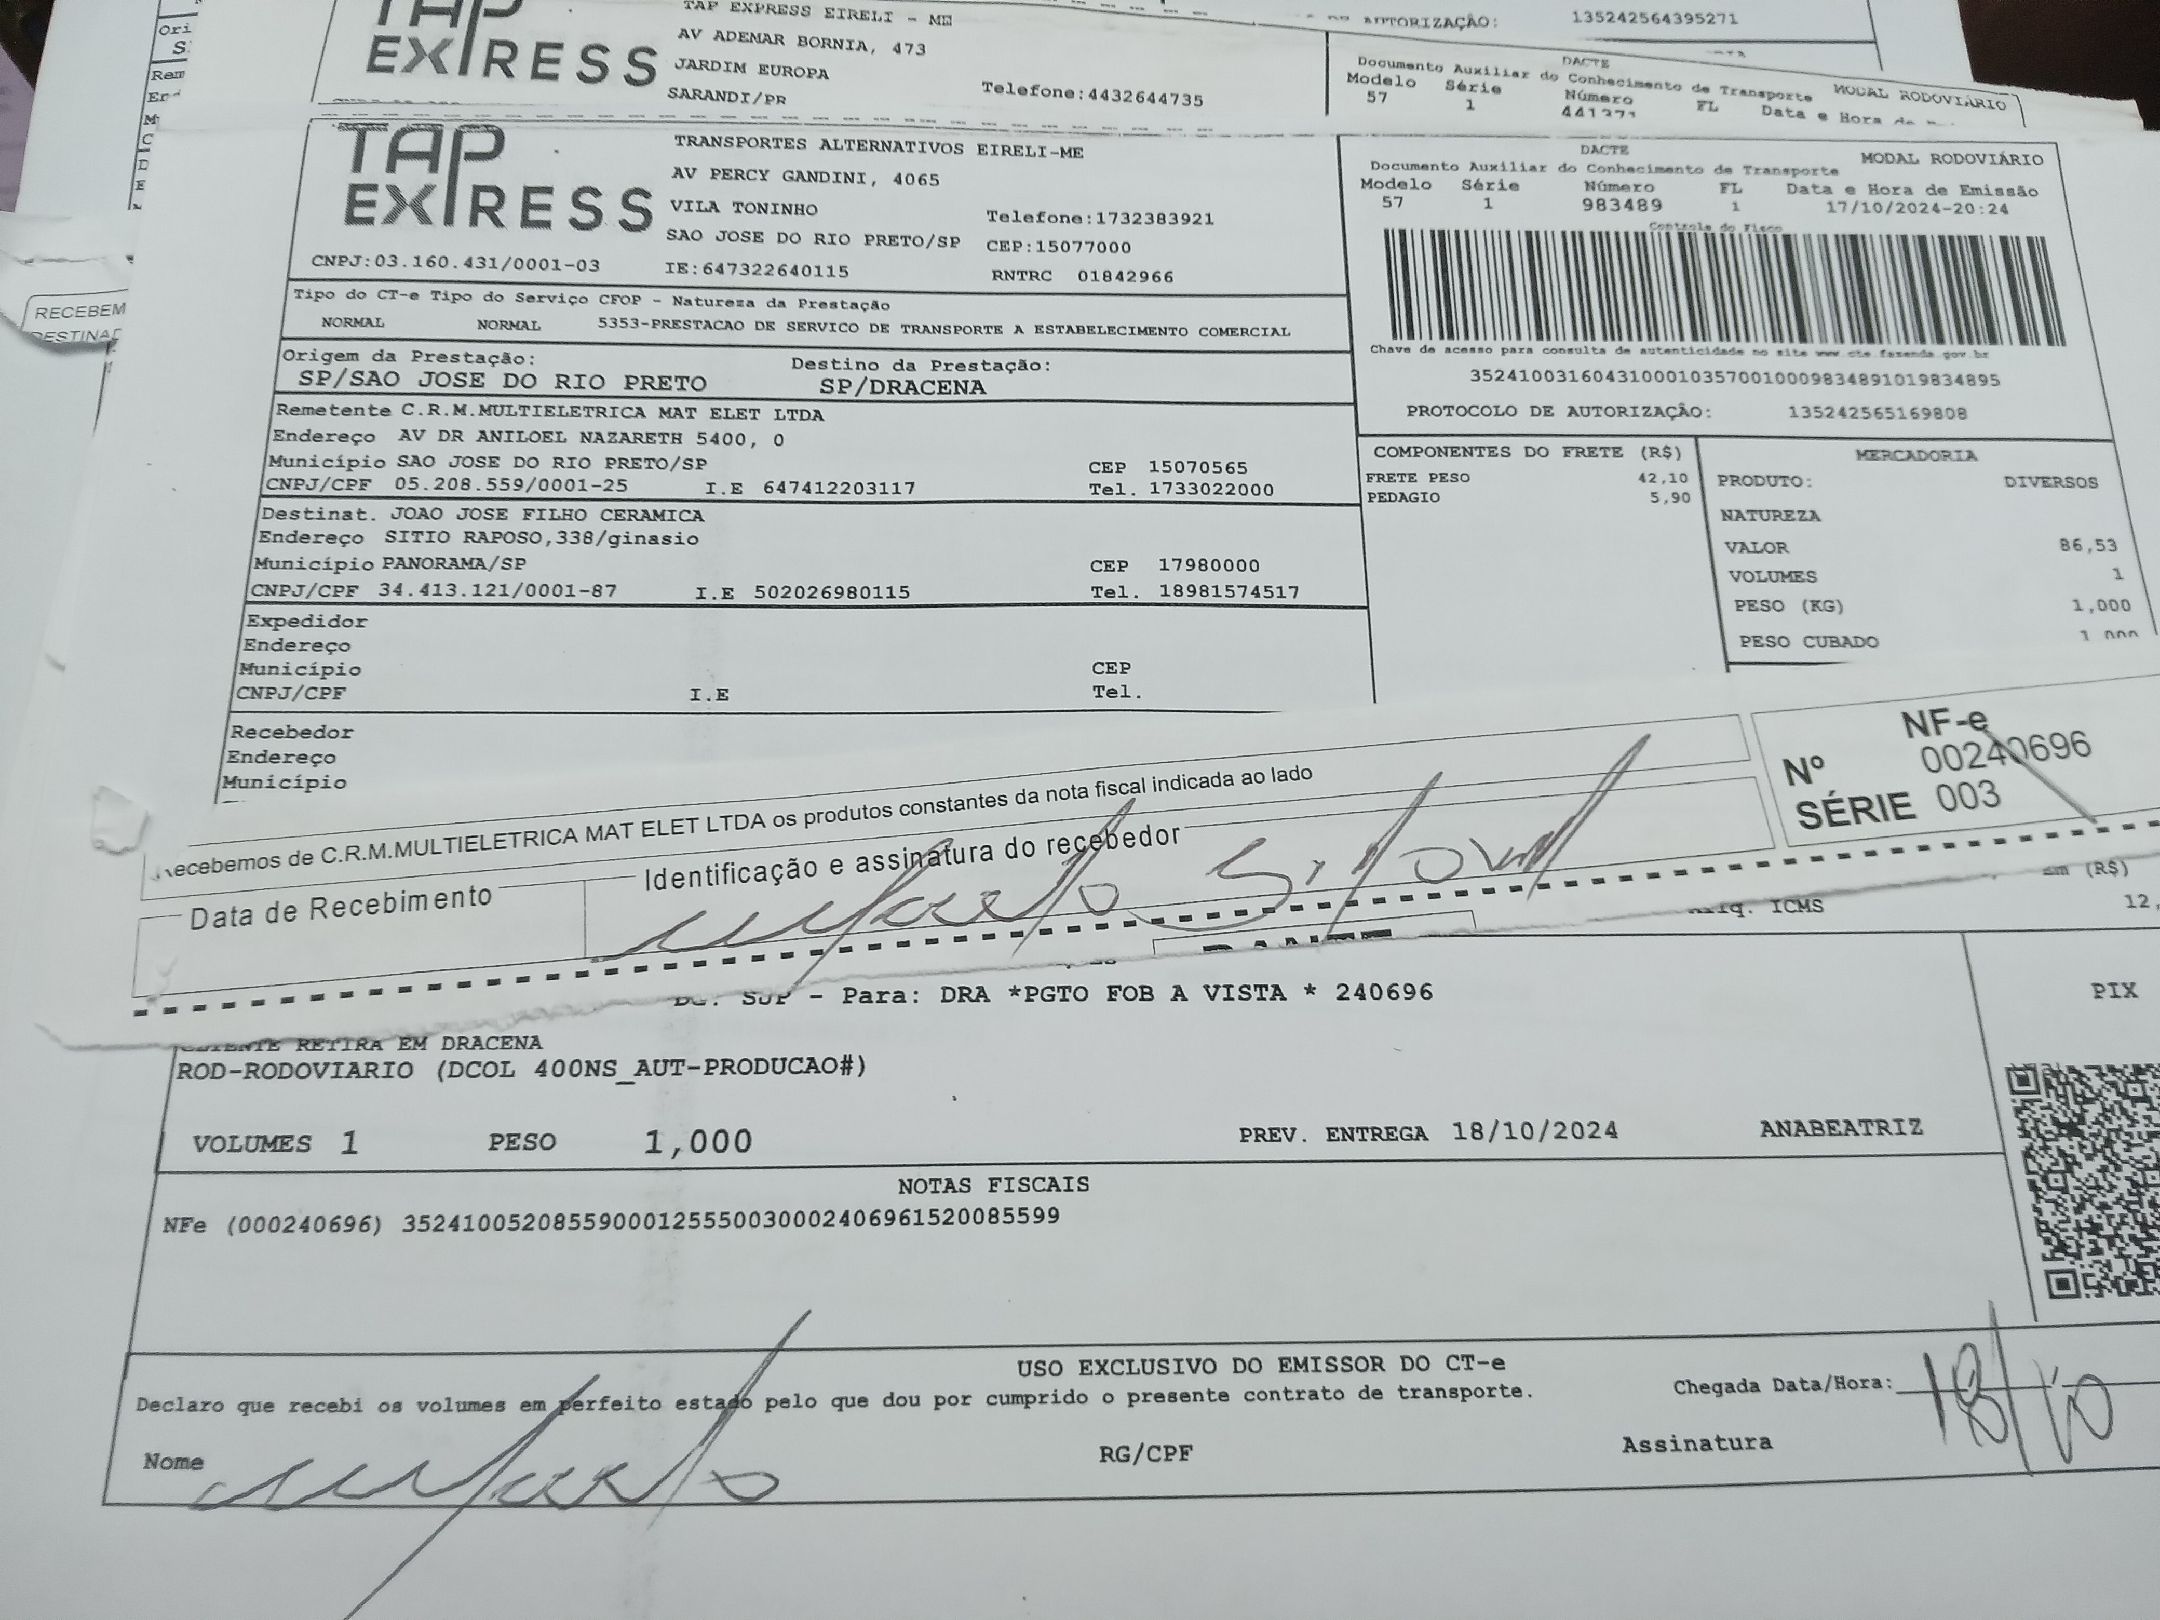 AUTORIZAÇÃO: 135242564395271
TAP EXPRESS
TAP EXPRESS EIRELI - ME
AV ADEMAR BORNIA, 473
JARDIM EUROPA
SARANDI/PR Telefone:4432644735
DACTE
Documento Auxiliar do Conhecimento de Transporte MODAL RODOVIÁRIO
Modelo Série Número FL Data e Hora de
57 1 441271
Ori
S
Rem
M
C
D
E
RECEBEM
DESTINA
TAP EXPRESS
TRANSPORTES ALTERNATIVOS EIRELI-ME
AV PERCY GANDINI, 4065
VILA TONINHO Telefone:1732383921
SAO JOSE DO RIO PRETO/SP CEP:15077000
CNPJ:03.160.431/0001-03 IE:647322640115 RNTRC 01842966
DACTE
Documento Auxiliar do Conhecimento de Transporte MODAL RODOVIÁRIO
Modelo Série Número FL Data e Hora de Emissão
57 1 983489 1 17/10/2024-20:24
Controle do Fisco
Chave de acesso para consulta de autenticidade no site www.cte.fazenda.gov.br
35241003160431000103570010009834891019834895
PROTOCOLO DE AUTORIZAÇÃO: 135242565169808
Tipo do CT-e Tipo do Serviço CFOP - Natureza da Prestação
NORMAL NORMAL 5353-PRESTACAO DE SERVICO DE TRANSPORTE A ESTABELECIMENTO COMERCIAL
Origem da Prestação: Destino da Prestação:
SP/SAO JOSE DO RIO PRETO SP/DRACENA
Remetente C.R.M.MULTIELETRICA MAT ELET LTDA
Endereço AV DR ANILOEL NAZARETH 5400, 0
Município SAO JOSE DO RIO PRETO/SP CEP 15070565
CNPJ/CPF 05.208.559/0001-25 I.E 647412203117 Tel. 1733022000
Destinat. JOAO JOSE FILHO CERAMICA
Endereço SITIO RAPOSO,338/ginasio
Município PANORAMA/SP CEP 17980000
CNPJ/CPF 34.413.121/0001-87 I.E 502026980115 Tel. 18981574517
Expedidor
Endereço
Município CEP
CNPJ/CPF I.E Tel.
Recebedor
Endereço
Município
COMPONENTES DO FRETE (R$)
FRETE PESO 42,10
PEDAGIO 5,90
MERCADORIA
PRODUTO: DIVERSOS
NATUREZA
VALOR 86,53
VOLUMES 1
PESO (KG) 1,000
PESO CUBADO 1 000
Recebemos de C.R.M.MULTIELETRICA MAT ELET LTDA os produtos constantes da nota fiscal indicada ao lado
Data de Recebimento
Identificação e assinatura do recebedor
NF-e
Nº 00240696
SÉRIE 003
(R$)
ICMS 12,
De: SJP - Para: DRA *PGTO FOB A VISTA * 240696
PIX
CLIENTE RETIRA EM DRACENA
ROD-RODOVIARIO (DCOL 400NS_AUT-PRODUCAO#)
VOLUMES 1 PESO 1,000 PREV. ENTREGA 18/10/2024 ANABEATRIZ
NOTAS FISCAIS
NFe (000240696) 35241005208559000125550030002406961520085599
USO EXCLUSIVO DO EMISSOR DO CT-e
Declaro que recebi os volumes em perfeito estado pelo que dou por cumprido o presente contrato de transporte.
Chegada Data/Hora: 18/10
Nome RG/CPF Assinatura